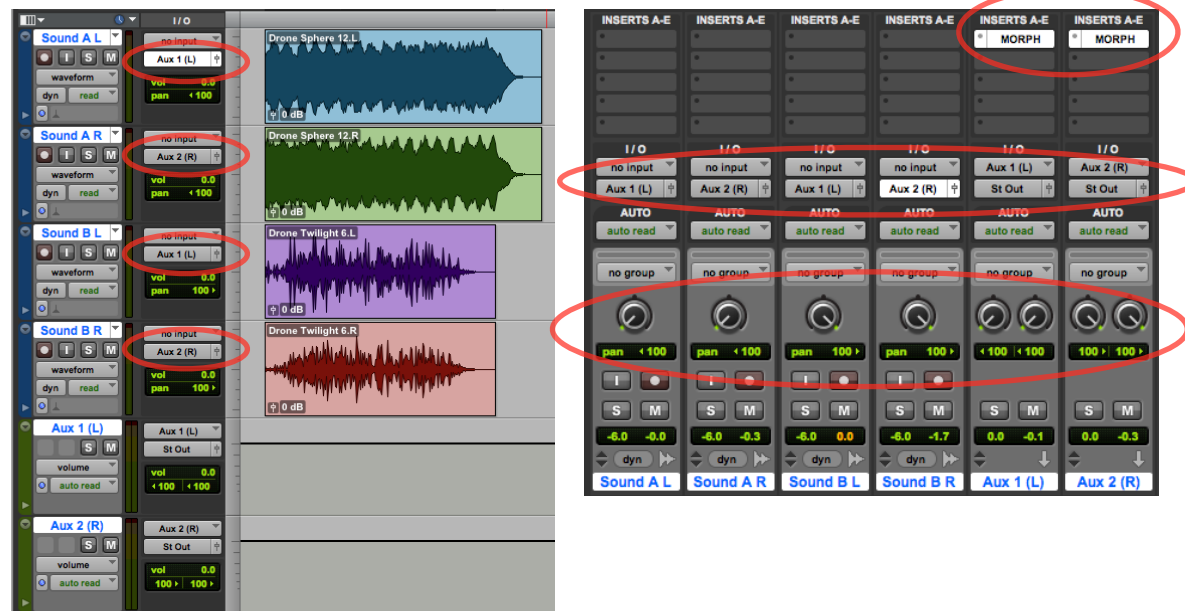 I/O
Sound A L
no input
I S M
Aux 1 (L)
waveform
vol 0.0
dyn read
pan ‹ 100
Drone Sphere 12.L
0 dB
Sound A R
no input
I S M
Aux 2 (R)
waveform
vol 0.0
dyn read
pan ‹ 100
Drone Sphere 12.R
0 dB
Sound B L
no input
I S M
Aux 1 (L)
waveform
vol 0.0
dyn read
pan 100 ›
Drone Twilight 6.L
0 dB
Sound B R
no input
I S M
Aux 2 (R)
waveform
vol 0.0
dyn read
pan 100 ›
Drone Twilight 6.R
0 dB
Aux 1 (L)
Aux 1 (L)
S M
St Out
volume
vol 0.0
auto read
‹ 100 ‹ 100
Aux 2 (R)
Aux 2 (R)
S M
St Out
volume
vol 0.0
auto read
100 › 100 ›
INSERTS A-E INSERTS A-E INSERTS A-E INSERTS A-E INSERTS A-E INSERTS A-E
MORPH MORPH
I/O I/O I/O I/O I/O I/O
no input no input no input no input Aux 1 (L) Aux 2 (R)
Aux 1 (L) Aux 2 (R) Aux 1 (L) Aux 2 (R) St Out St Out
AUTO AUTO AUTO AUTO AUTO AUTO
auto read auto read auto read auto read auto read auto read
no group no group no group no group no group no group
pan ‹ 100 pan ‹ 100 pan 100 › pan 100 › ‹ 100 ‹ 100 100 › 100 ›
I I I I
S M S M S M S M S M S M
-6.0 -0.0 -6.0 -0.3 -6.0 0.0 -6.0 -1.7 0.0 -0.1 0.0 -0.3
dyn dyn dyn dyn
Sound A L Sound A R Sound B L Sound B R Aux 1 (L) Aux 2 (R)